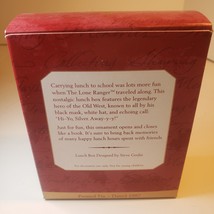 Carrying lunch to school was lots more fun
when The Lone Ranger™ traveled along. This
nostalgic lunch box features the legendary
hero of the Old West, known to all by his
black mask, white hat, and echoing call
"Hi-Yo, Silver Away-y-y!"
Just for fun, this ornament opens and closes
like a hook. It's sure to bring back memories
of many happy lunch hours spent with friends.
Lunch Box Designed by